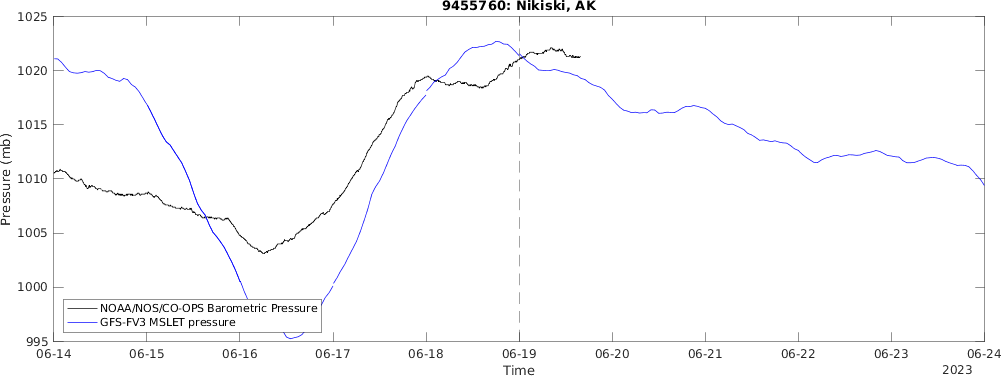 9455760: Nikiski, AK
1025
1020
1015
1010
1005
1000
995
Pressure (mb)
NOAA/NOS/CO-OPS Barometric Pressure
GFS-FV3 MSLET pressure
06-14 06-15 06-16 06-17 06-18 06-19 06-20 06-21 06-22 06-23 06-24
Time
2023